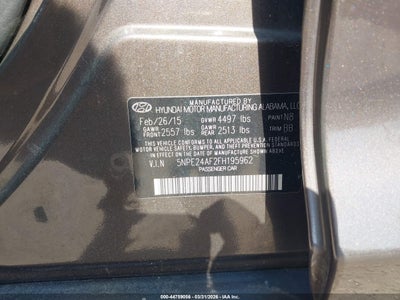 HYUNDAI MOTOR MANUFACTURING ALABAMA, LLC
Feb/26/15 GVWR 4497 lbs PAINT N8
GAWR FRONT 2557 lbs GAWR REAR 2513 lbs TRIM BB
THIS VEHICLE CONFORMS TO ALL APPLICABLE U.S.A. FEDERAL
MOTOR VEHICLE SAFETY, BUMPER, AND THEFT PREVENTION
STANDARDS IN EFFECT ON THE DATE OF MANUFACTURE SHOWN ABOVE.
V.I.N 5NPE24AF2FH195962
PASSENGER CAR
000-44759056 - 03/31/2026 - IAA Inc.